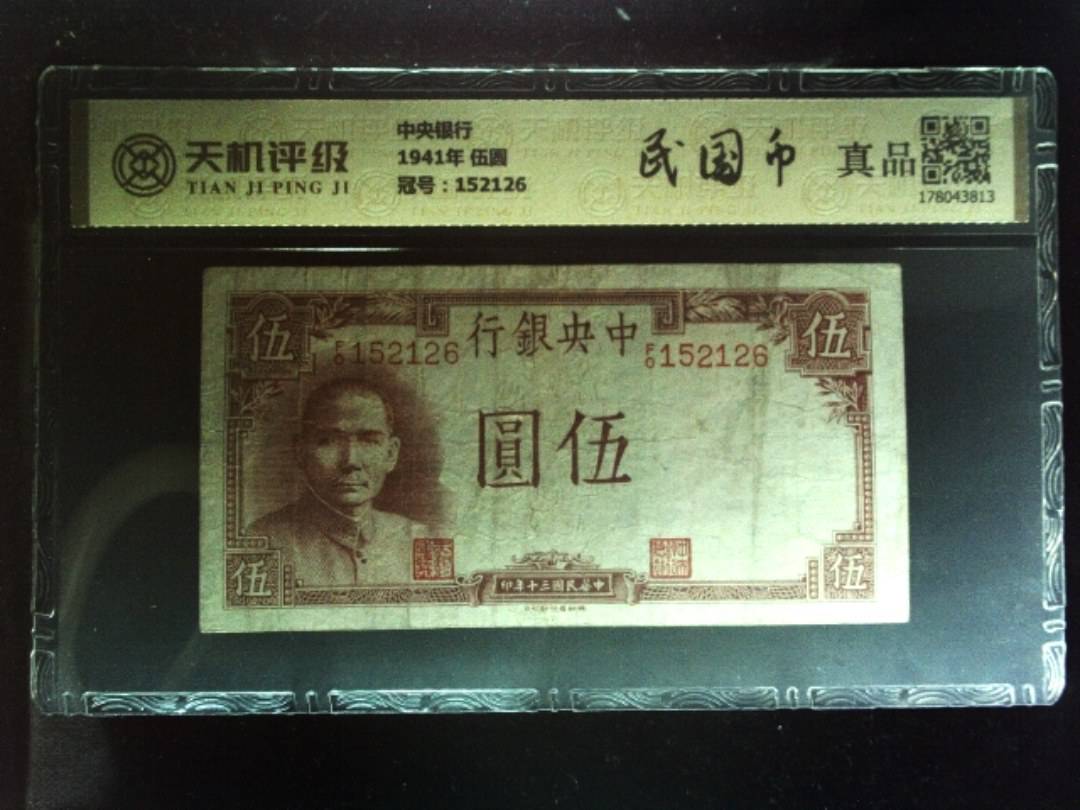 天机评级
TIAN JI PING JI
中央银行
1941年 伍圆
冠号：152126
民国币
真品
178043813
伍
行銀央中
伍
F/G 152126
F/G 152126
圓伍
伍
印年十三國民華中
伍